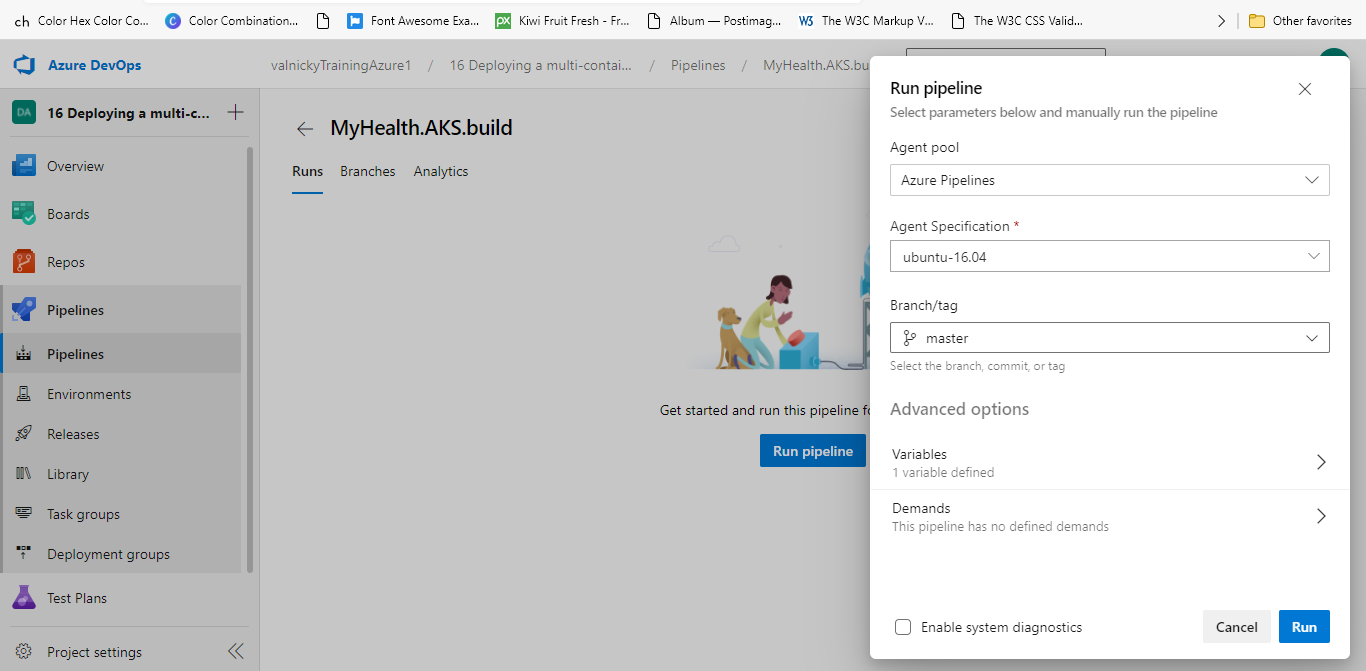 ch Color Hex Color Co... Color Combination... Font Awesome Exa... px Kiwi Fruit Fresh - Fr... Album — Postimag... W3 The W3C Markup V... The W3C CSS Valid... Other favorites
Azure DevOps
valnickyTrainingAzure1 / 16 Deploying a multi-contai... / Pipelines / MyHealth.AKS.bu
DA 16 Deploying a multi-c...
Overview
Boards
Repos
Pipelines
Pipelines
Environments
Releases
Library
Task groups
Deployment groups
Test Plans
Project settings
MyHealth.AKS.build
Runs Branches Analytics
Get started and run this pipeline fo
Run pipeline
Run pipeline
Select parameters below and manually run the pipeline
Agent pool
Azure Pipelines
Agent Specification *
ubuntu-16.04
Branch/tag
master
Select the branch, commit, or tag
Advanced options
Variables
1 variable defined
Demands
This pipeline has no defined demands
Enable system diagnostics
Cancel Run